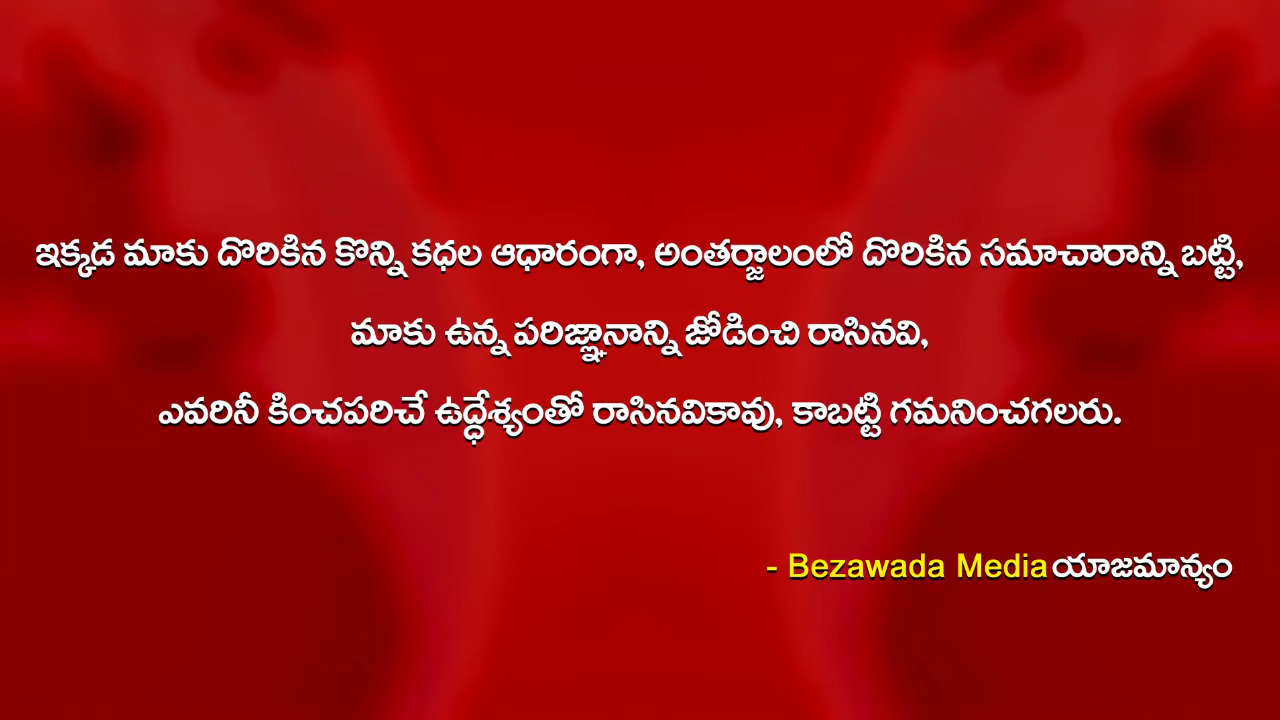 ఇక్కడ మాకు దొరికిన కొన్ని కధల ఆధారంగా, అంతర్జాలంలో దొరికిన సమాచారాన్ని బట్టి,
మాకు ఉన్న పరిజ్ఞానాన్ని జోడించి రాసినవి,
ఎవరినీ కించపరిచే ఉద్ధేశ్యంతో రాసినవికావు, కాబట్టి గమనించగలరు.
- Bezawada Media యాజమాన్యం